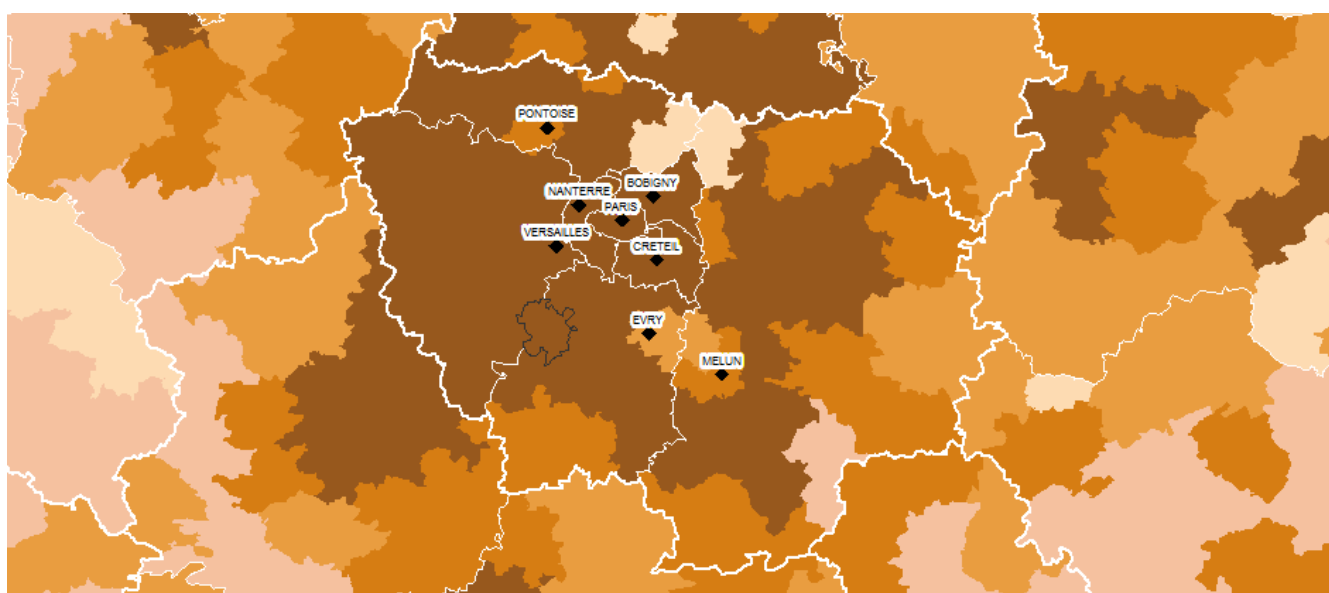 PONTOISE
BOBIGNY
NANTERRE
PARIS
VERSAILLES
CRETEIL
EVRY
MELUN